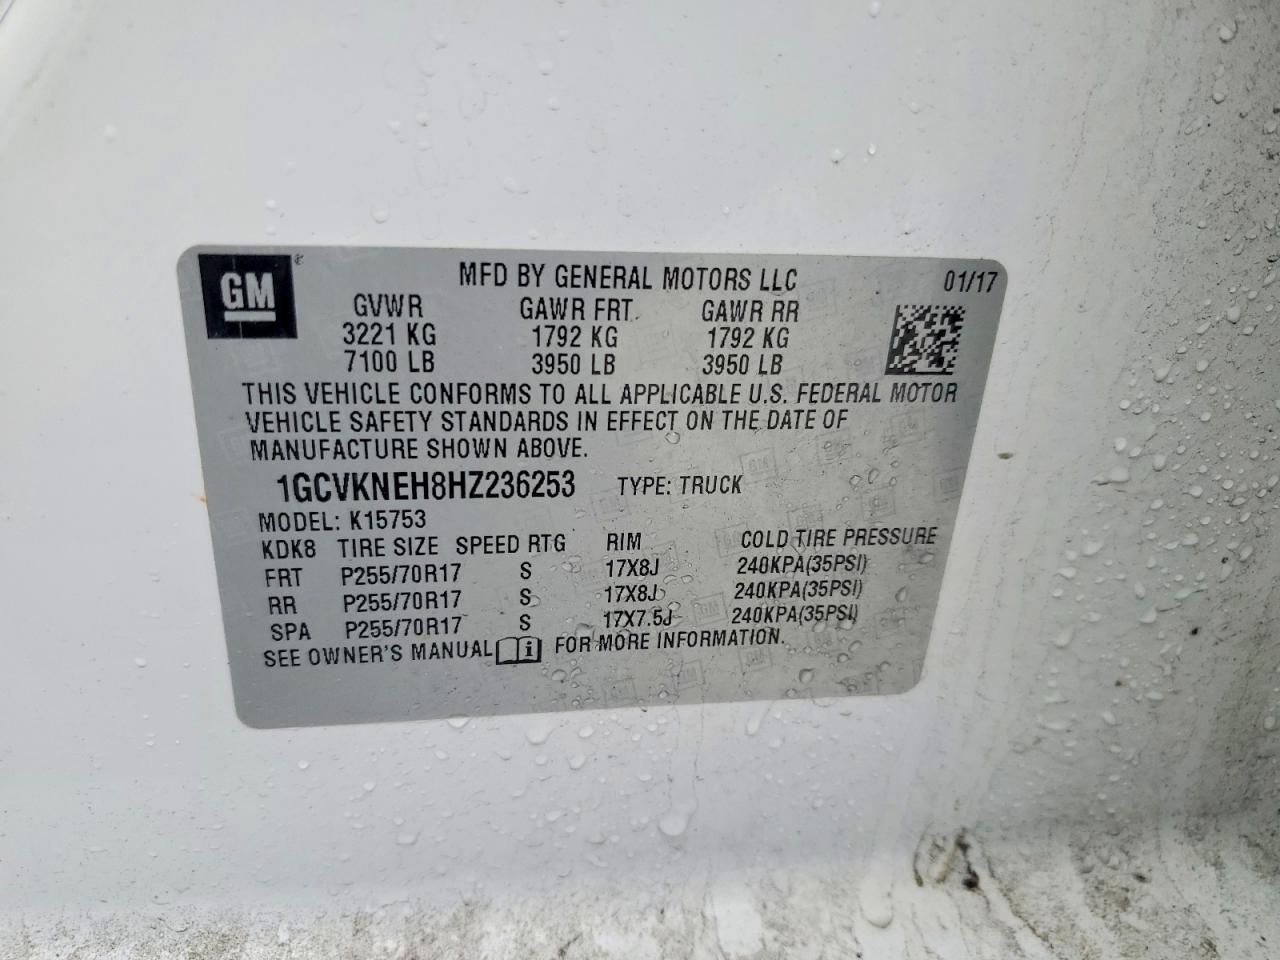 GM ® MFD BY GENERAL MOTORS LLC 01/17
GVWR GAWR FRT. GAWR RR
3221 KG 1792 KG 1792 KG
7100 LB 3950 LB 3950 LB
THIS VEHICLE CONFORMS TO ALL APPLICABLE U.S. FEDERAL MOTOR
VEHICLE SAFETY STANDARDS IN EFFECT ON THE DATE OF
MANUFACTURE SHOWN ABOVE.
1GCVKNEH8HZ236253 TYPE: TRUCK
MODEL: K15753
KDK8 TIRE SIZE SPEED RTG RIM COLD TIRE PRESSURE
FRT P255/70R17 S 17X8J 240KPA(35PSI)
RR P255/70R17 S 17X8J 240KPA(35PSI)
SPA P255/70R17 S 17X7.5J 240KPA(35PSI)
SEE OWNER'S MANUAL i FOR MORE INFORMATION.